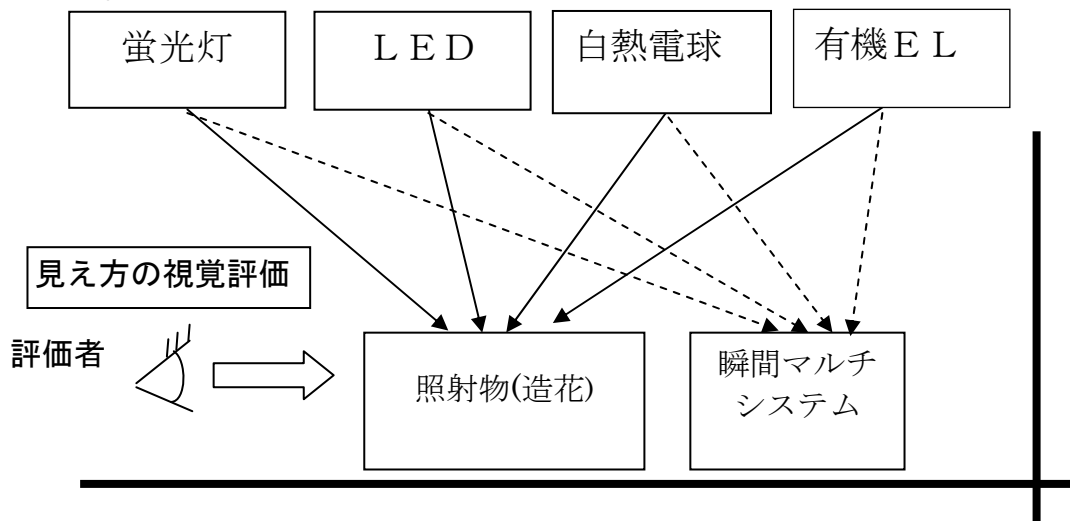 蛍光灯
ＬＥＤ
白熱電球
有機ＥＬ
見え方の視覚評価
評価者
照射物(造花)
瞬間マルチ
システム